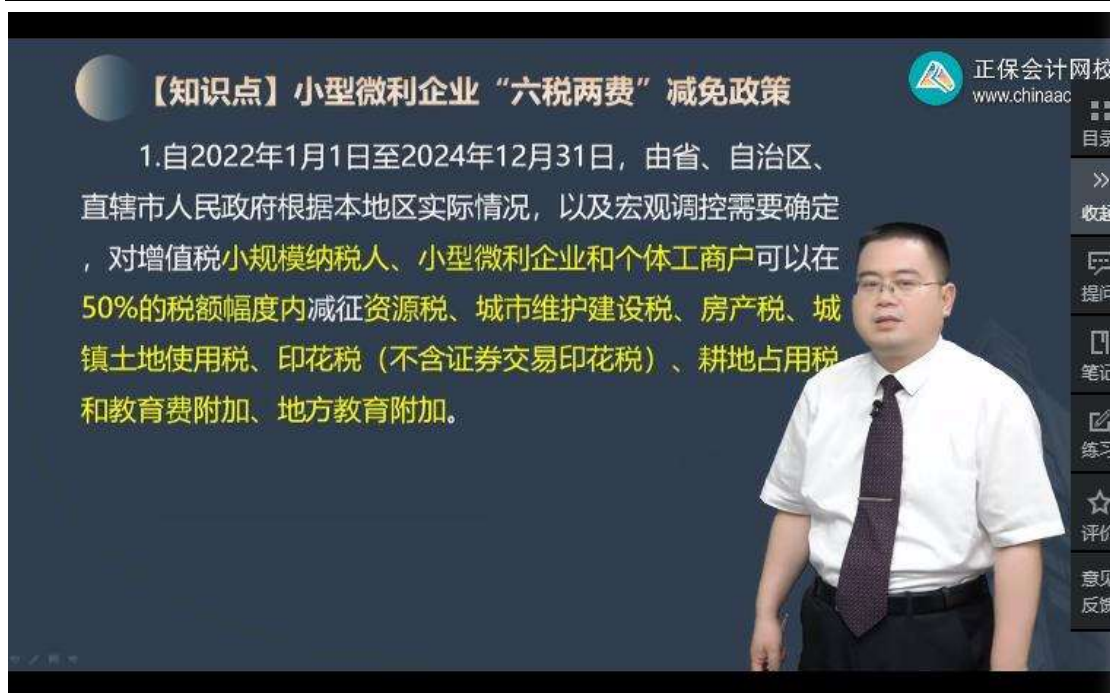 【知识点】小型微利企业“六税两费”减免政策
正保会计网校
www.chinaac
1.自2022年1月1日至2024年12月31日，由省、自治区、
直辖市人民政府根据本地区实际情况，以及宏观调控需要确定
，对增值税小规模纳税人、小型微利企业和个体工商户可以在
50%的税额幅度内减征资源税、城市维护建设税、房产税、城
镇土地使用税、印花税（不含证券交易印花税）、耕地占用税
和教育费附加、地方教育附加。
目录
收起
提问
笔记
练习
评价
意见
反馈